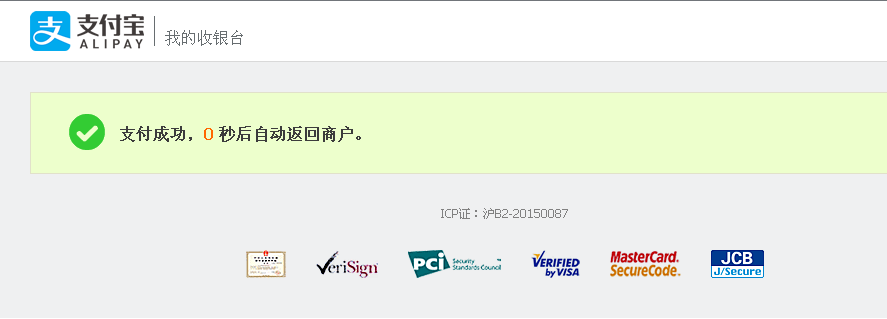 支付宝
ALIPAY
我的收银台
支付成功，0 秒后自动返回商户。
ICP证：沪B2-20150087
VeriSign
PCI Security
Standards Council
VERIFIED
by VISA
MasterCard.
SecureCode.
JCB
J/Secure